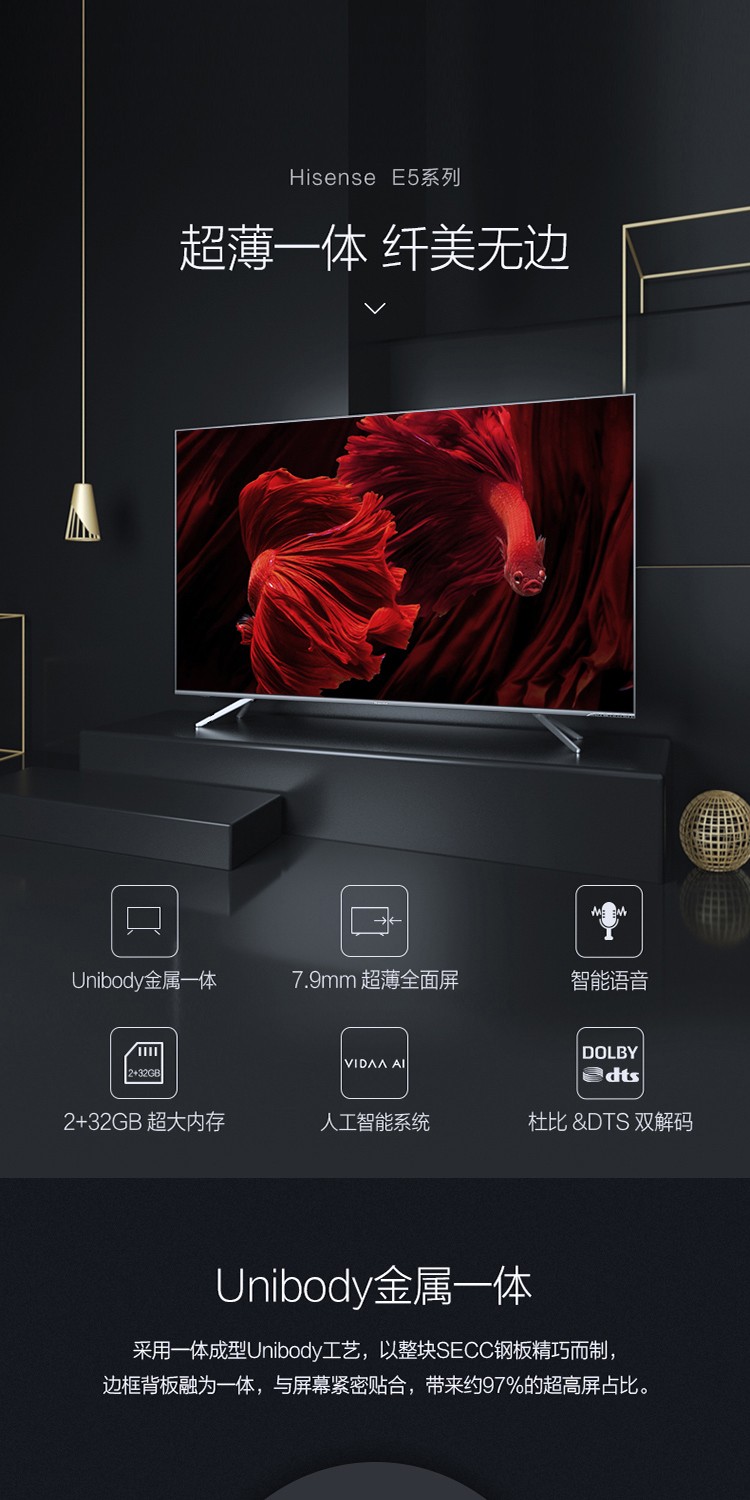 Hisense E5系列
超薄一体 纤美无边
Unibody金属一体
7.9mm 超薄全面屏
智能语音
2+32GB
VIDAA AI
DOLBY
dts
2+32GB 超大内存
人工智能系统
杜比 &DTS 双解码
Unibody金属一体
采用一体成型Unibody工艺，以整块SECC钢板精巧而制，
边框背板融为一体，与屏幕紧密贴合，带来约97%的超高屏占比。